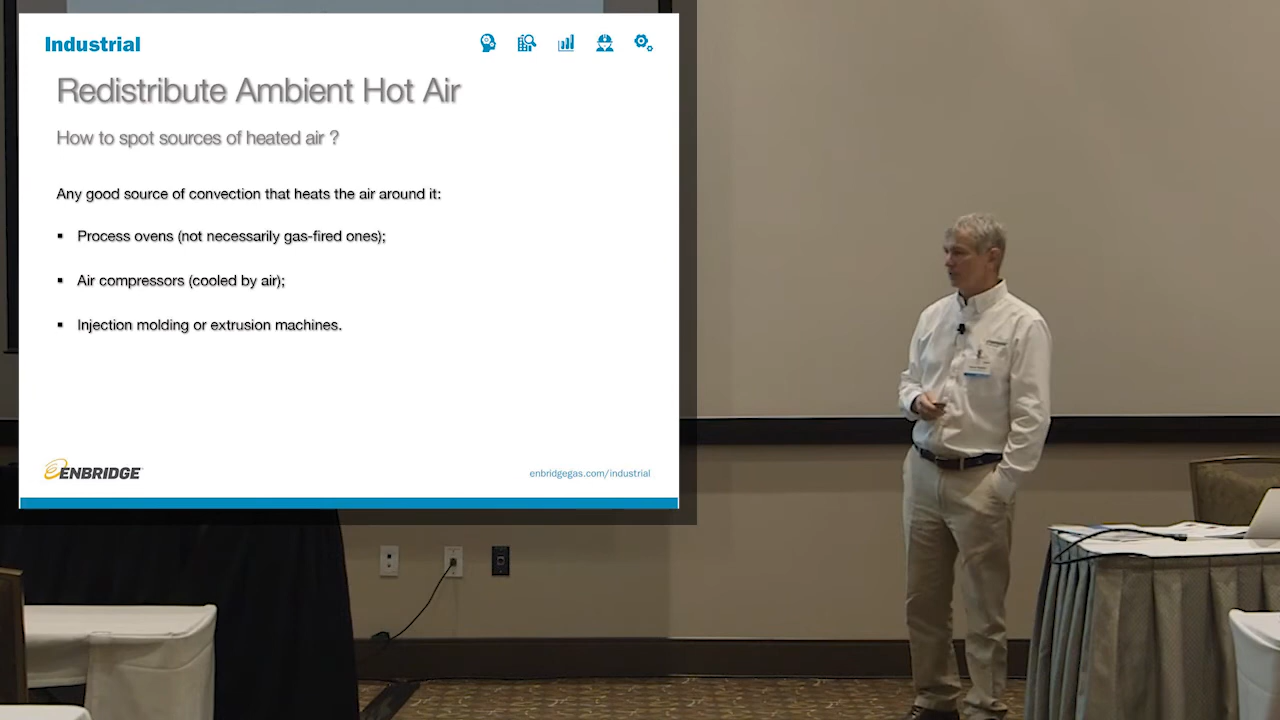 Industrial
Redistribute Ambient Hot Air
How to spot sources of heated air ?
Any good source of convection that heats the air around it:
▪ Process ovens (not necessarily gas-fired ones);
▪ Air compressors (cooled by air);
▪ Injection molding or extrusion machines.
ENBRIDGE
enbridgegas.com/industrial